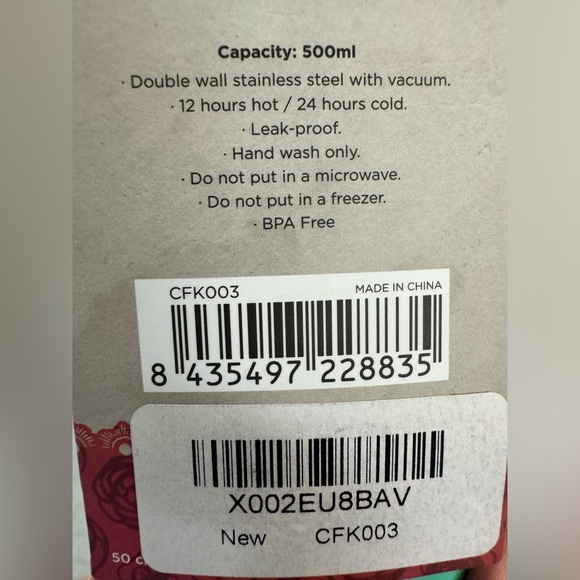 Capacity: 500ml
· Double wall stainless steel with vacuum.
· 12 hours hot / 24 hours cold.
· Leak-proof.
· Hand wash only.
· Do not put in a microwave.
· Do not put in a freezer.
· BPA Free
CFK003 MADE IN CHINA
8 435497 228835
X002EU8BAV
New CFK003
50 c